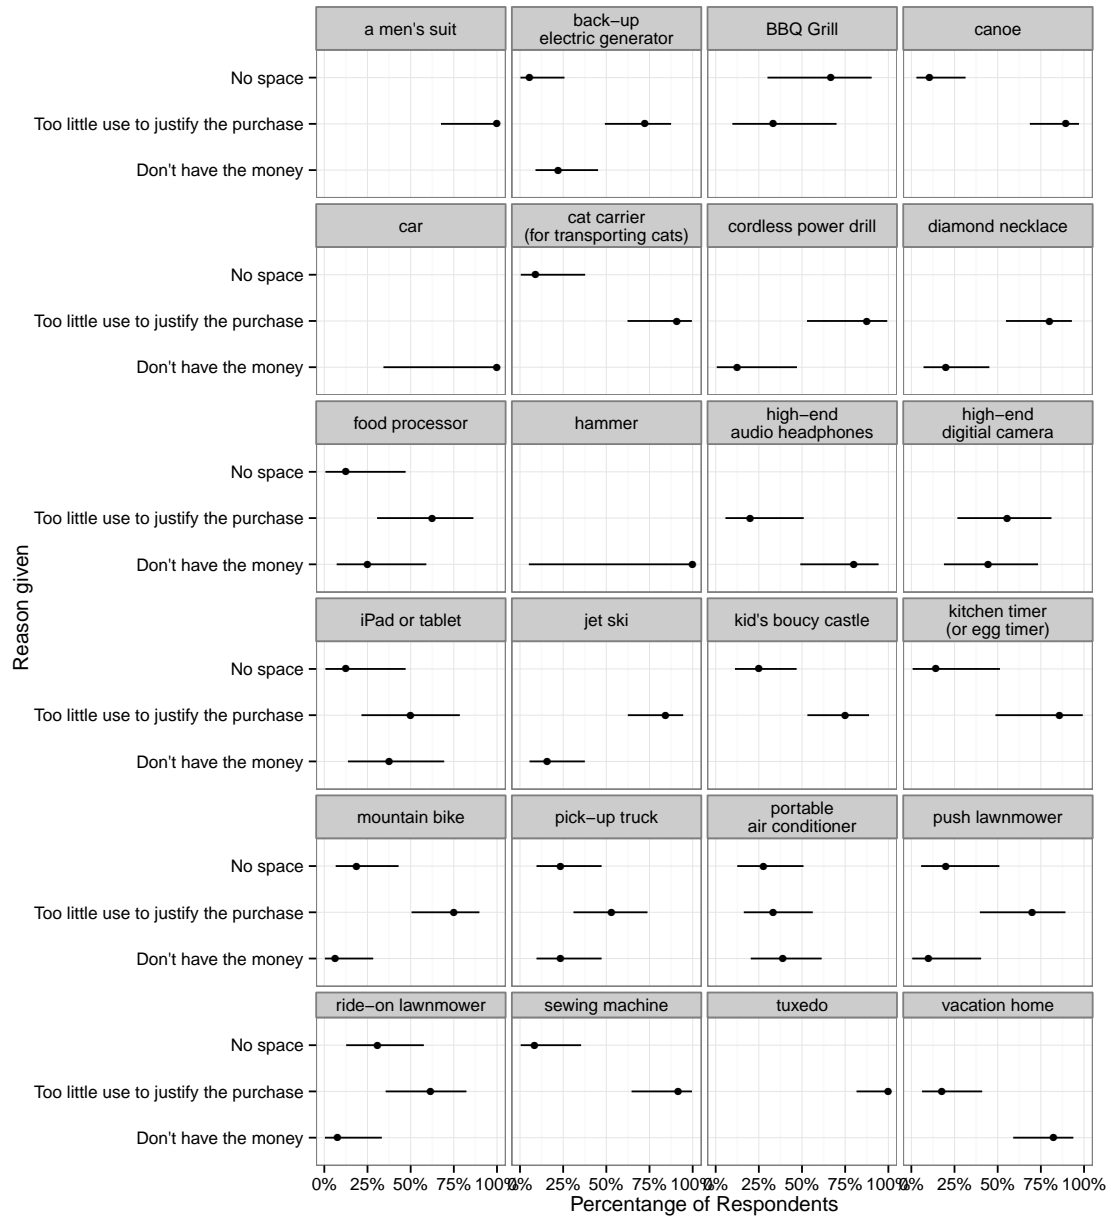 a men's suit
back−up
electric generator
BBQ Grill
canoe
No space
Too little use to justify the purchase
Don't have the money
car
cat carrier
(for transporting cats)
cordless power drill
diamond necklace
No space
Too little use to justify the purchase
Don't have the money
food processor
hammer
high−end
audio headphones
high−end
digitial camera
No space
Too little use to justify the purchase
Don't have the money
iPad or tablet
jet ski
kid's boucy castle
kitchen timer
(or egg timer)
No space
Too little use to justify the purchase
Don't have the money
mountain bike
pick−up truck
portable
air conditioner
push lawnmower
No space
Too little use to justify the purchase
Don't have the money
ride−on lawnmower
sewing machine
tuxedo
vacation home
No space
Too little use to justify the purchase
Don't have the money
0% 25% 50% 75% 100% 0% 25% 50% 75% 100% 0% 25% 50% 75% 100% 0% 25% 50% 75% 100%
Percentange of Respondents
Reason given